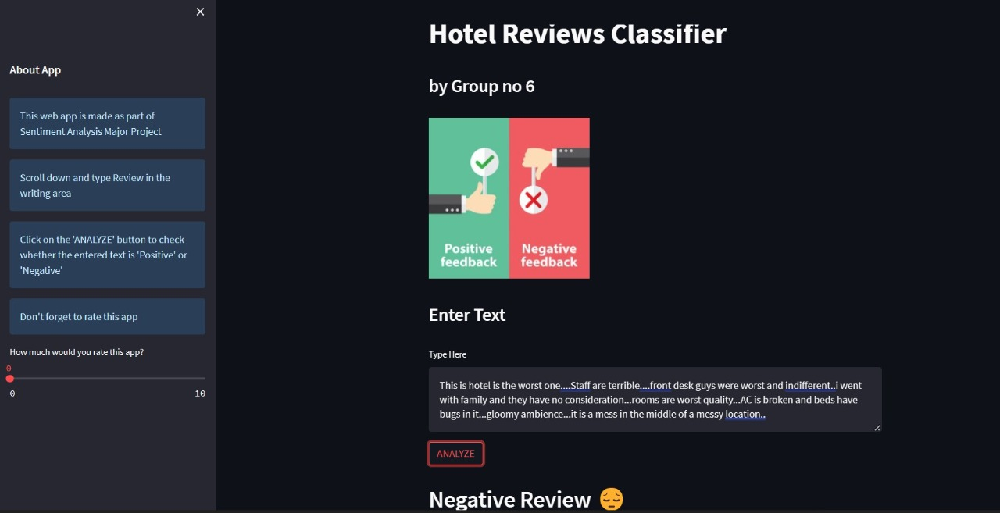 About App
This web app is made as part of
Sentiment Analysis Major Project
Scroll down and type Review in the
writing area
Click on the 'ANALYZE' button to check
whether the entered text is 'Positive' or
'Negative'
Don't forget to rate this app
How much would you rate this app?
0
0 10
Hotel Reviews Classifier
by Group no 6
Positive
feedback
Negative
feedback
Enter Text
Type Here
This is hotel is the worst one....Staff are terrible....front desk guys were worst and indifferent..i went
with family and they have no consideration...rooms are worst quality...AC is broken and beds have
bugs in it...gloomy ambience...it is a mess in the middle of a messy location..
ANALYZE
Negative Review 😔